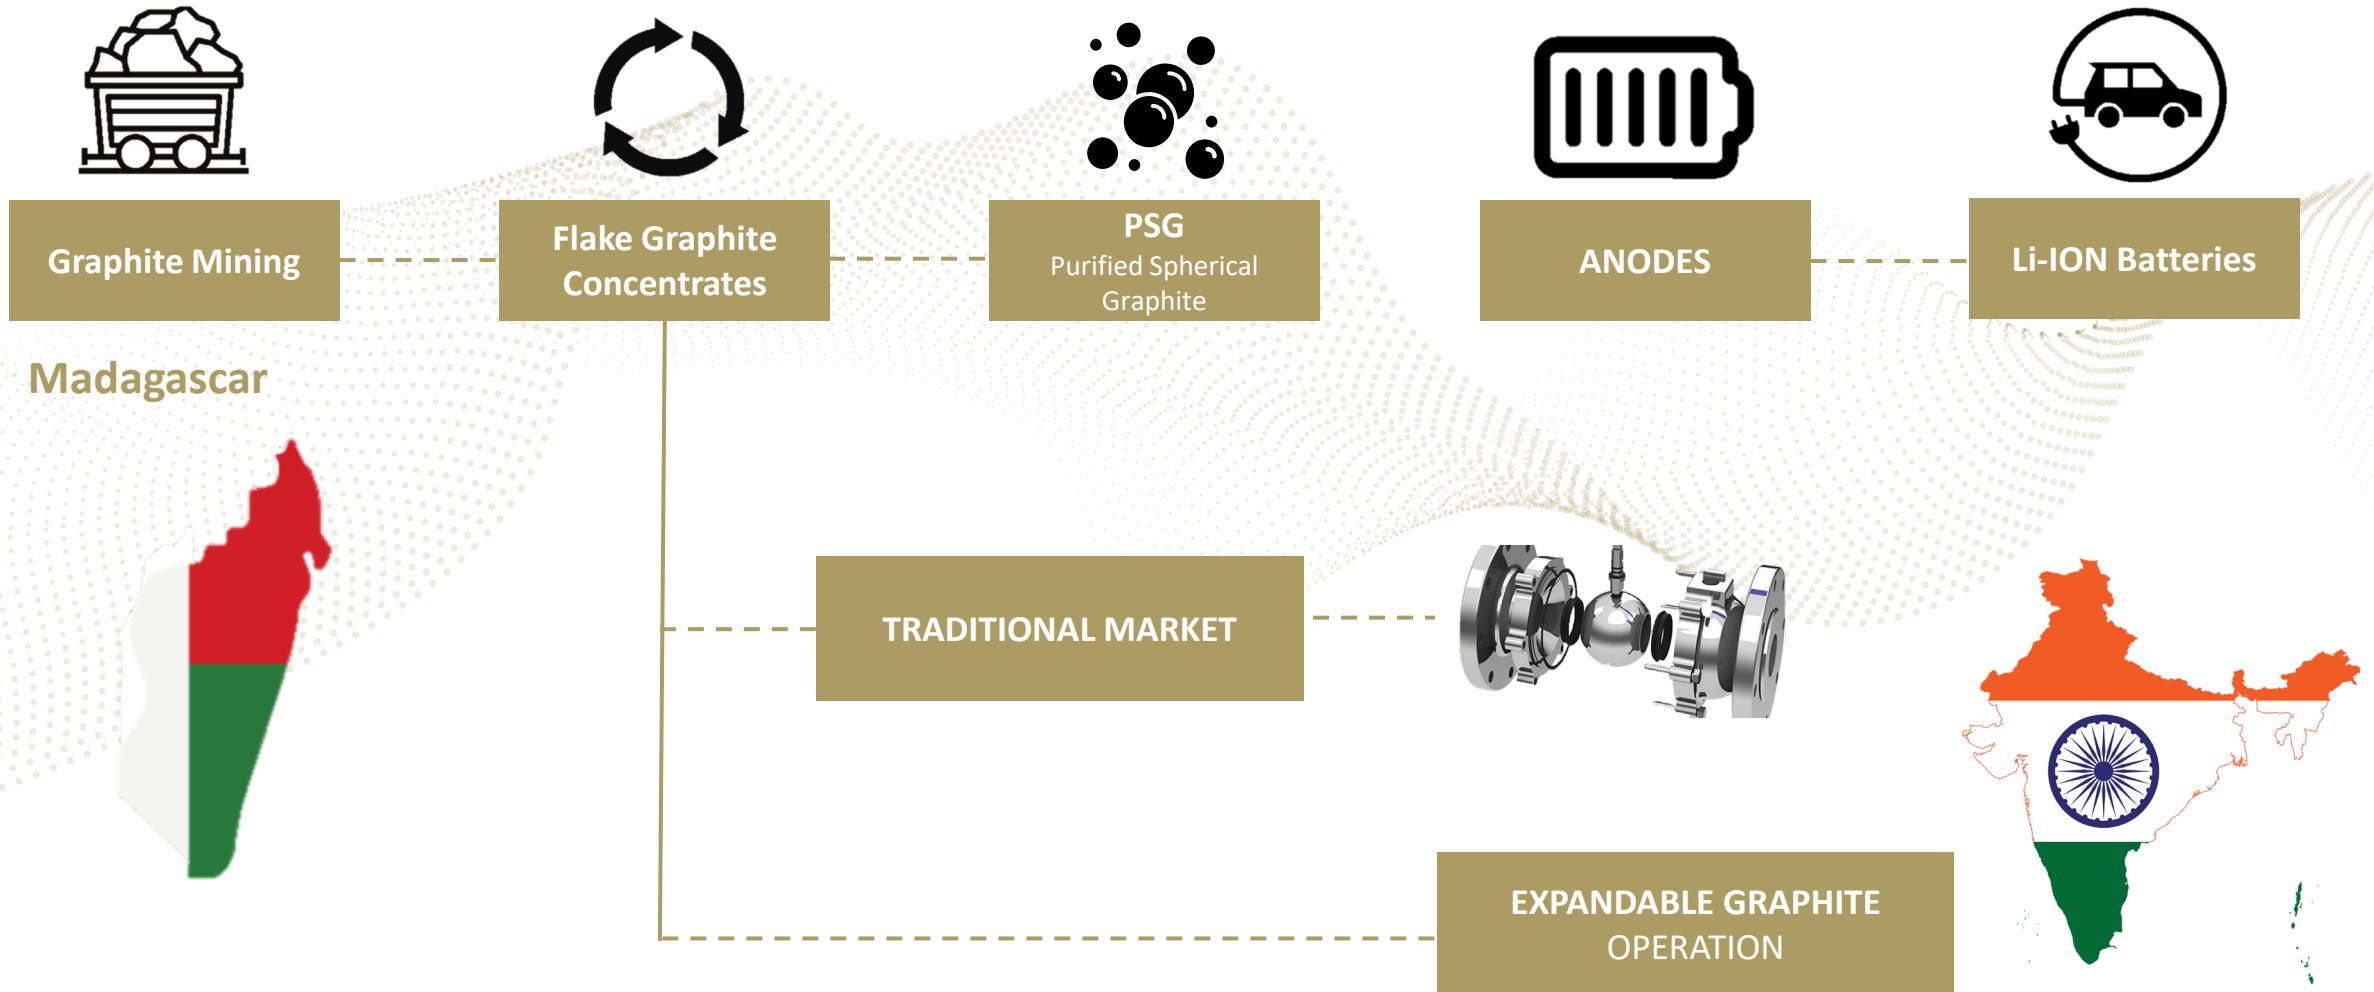 Graphite Mining
Flake Graphite
Concentrates
PSG
Purified Spherical
Graphite
ANODES
Li-ION Batteries
Madagascar
TRADITIONAL MARKET
EXPANDABLE GRAPHITE
OPERATION